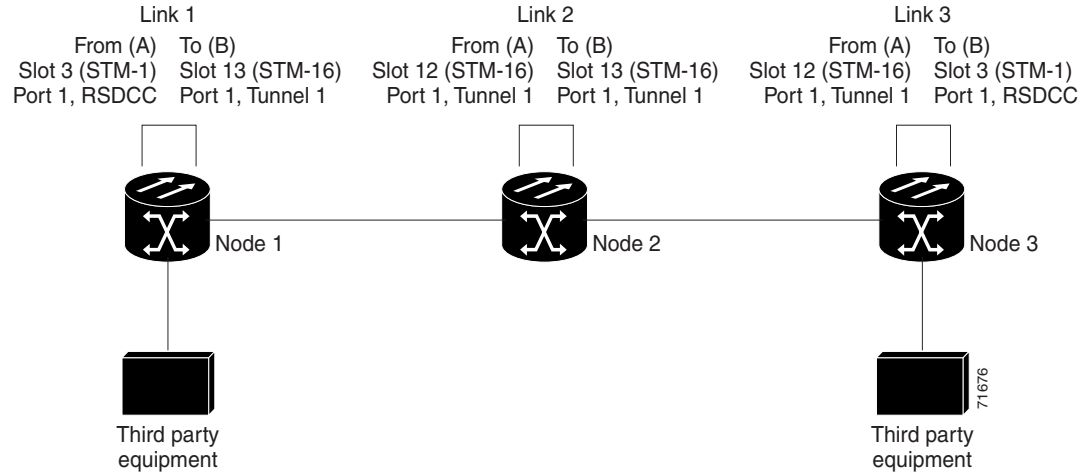 Link 1
From (A) To (B)
Slot 3 (STM-1) Slot 13 (STM-16)
Port 1, RSDCC Port 1, Tunnel 1
Link 2
From (A) To (B)
Slot 12 (STM-16) Slot 13 (STM-16)
Port 1, Tunnel 1 Port 1, Tunnel 1
Link 3
From (A) To (B)
Slot 12 (STM-16) Slot 3 (STM-1)
Port 1, Tunnel 1 Port 1, RSDCC
Node 1
Node 2
Node 3
Third party
equipment
Third party
equipment
71676